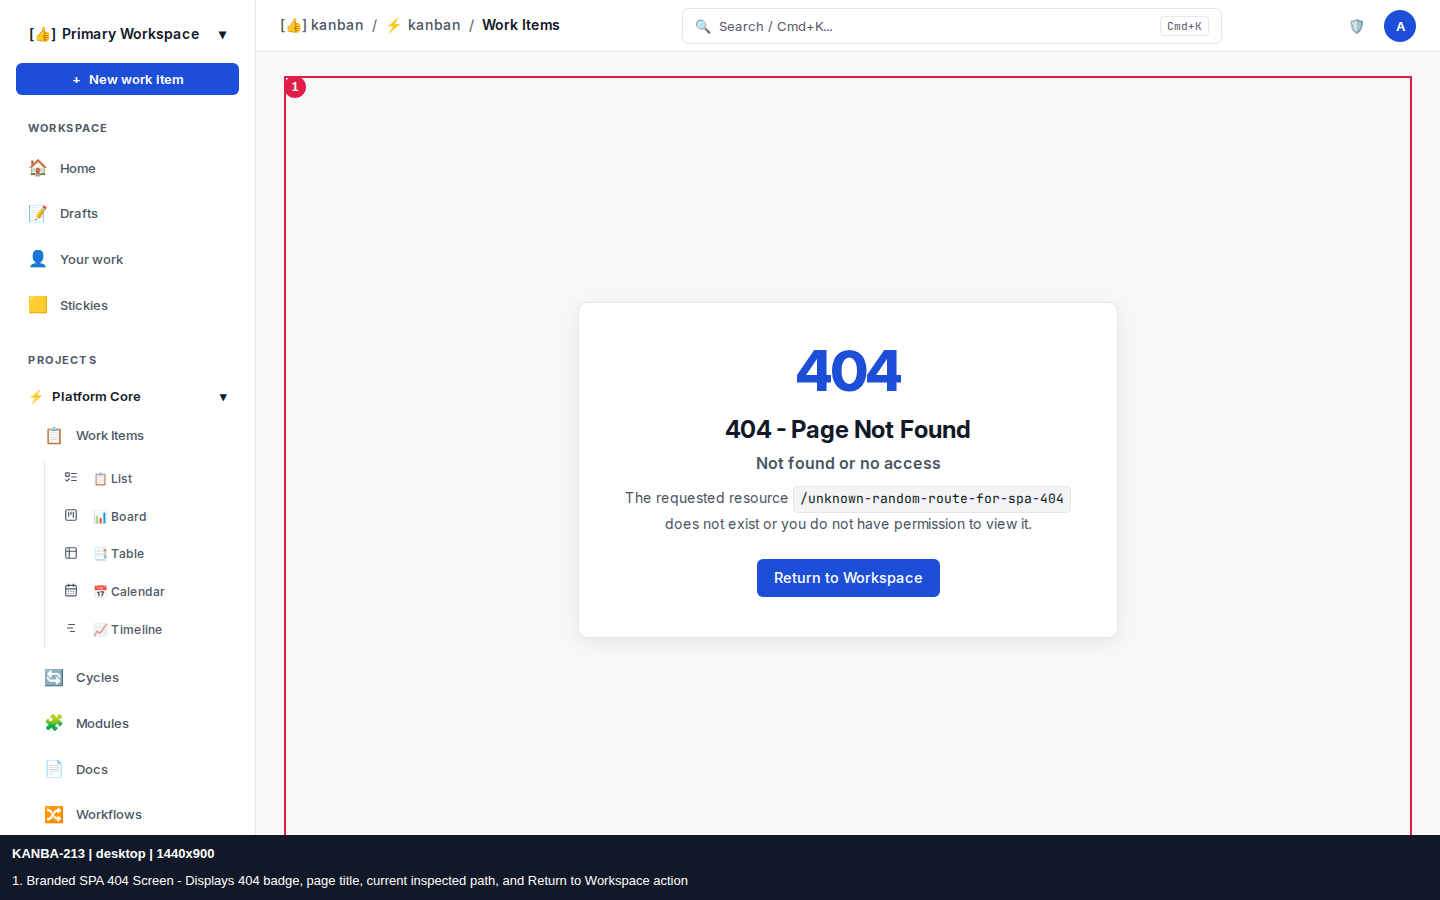 [👍] Primary Workspace ▼
+ New work item
WORKSPACE
🏠 Home
📝 Drafts
👤 Your work
🟨 Stickies
PROJECTS
⚡ Platform Core ▼
📋 Work Items
📋 List
📊 Board
📑 Table
📅 Calendar
📈 Timeline
🔄 Cycles
🧩 Modules
📄 Docs
🔀 Workflows
[👍] kanban / ⚡ kanban / Work Items
🔍 Search / Cmd+K...
Cmd+K
🛡️
A
1
404
404 - Page Not Found
Not found or no access
The requested resource /unknown-random-route-for-spa-404
does not exist or you do not have permission to view it.
Return to Workspace
KANBA-213 | desktop | 1440x900
1. Branded SPA 404 Screen - Displays 404 badge, page title, current inspected path, and Return to Workspace action